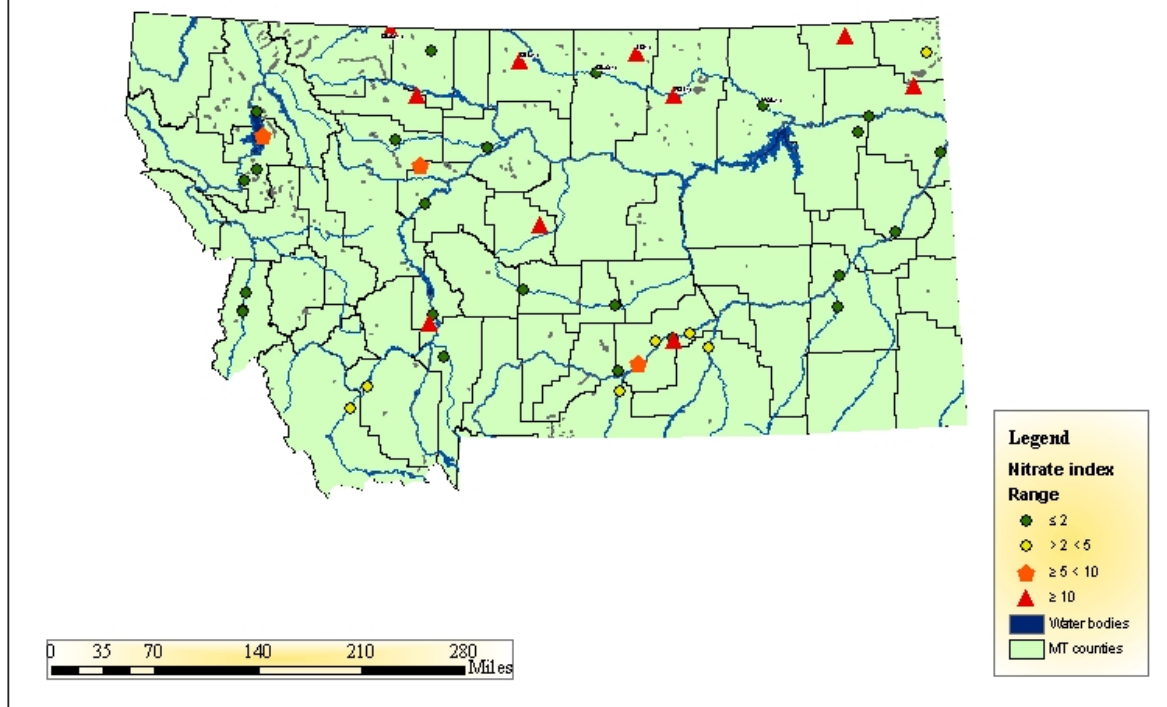 Legend
Nitrate index
Range
≤ 2
> 2 < 5
≥ 5 < 10
≥ 10
Water bodies
MT counties
0 35 70 140 210 280
Miles